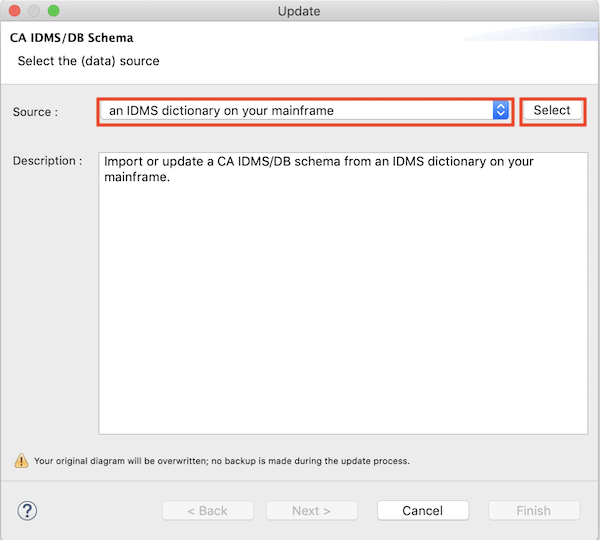 Update
CA IDMS/DB Schema
Select the (data) source
Source :
an IDMS dictionary on your mainframe
Select
Description :
Import or update a CA IDMS/DB schema from an IDMS dictionary on your
mainframe.
Your original diagram will be overwritten; no backup is made during the update process.
?
< Back
Next >
Cancel
Finish